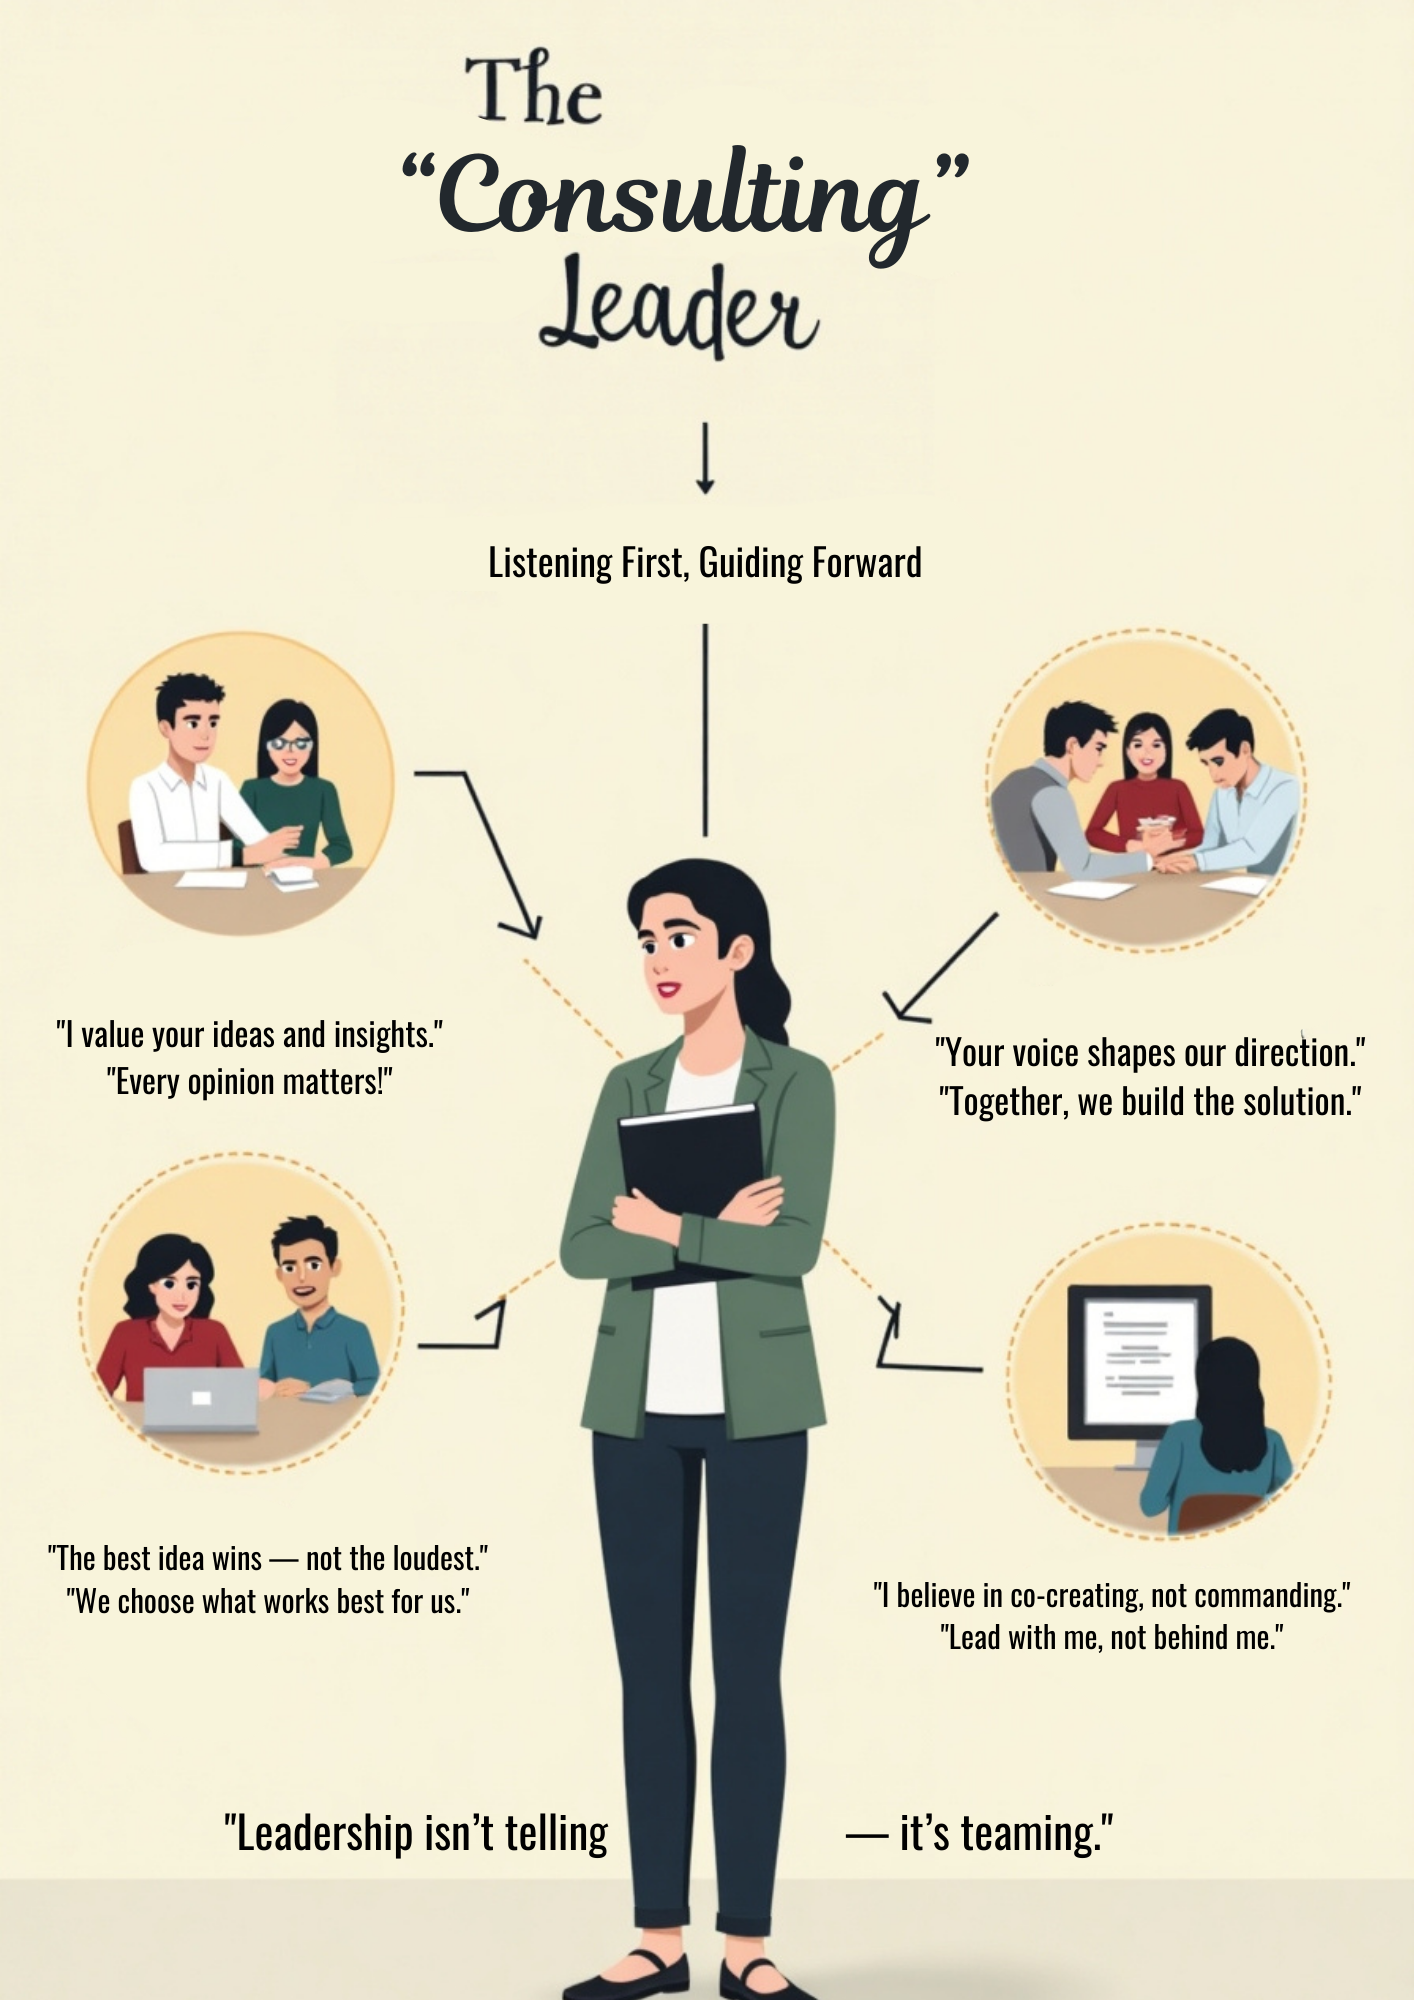 The
“Consulting”
Leader
Listening First, Guiding Forward
"I value your ideas and insights."
"Every opinion matters!"
"Your voice shapes our direction."
"Together, we build the solution."
"The best idea wins — not the loudest."
"We choose what works best for us."
"I believe in co-creating, not commanding."
"Lead with me, not behind me."
"Leadership isn’t telling — it’s teaming."